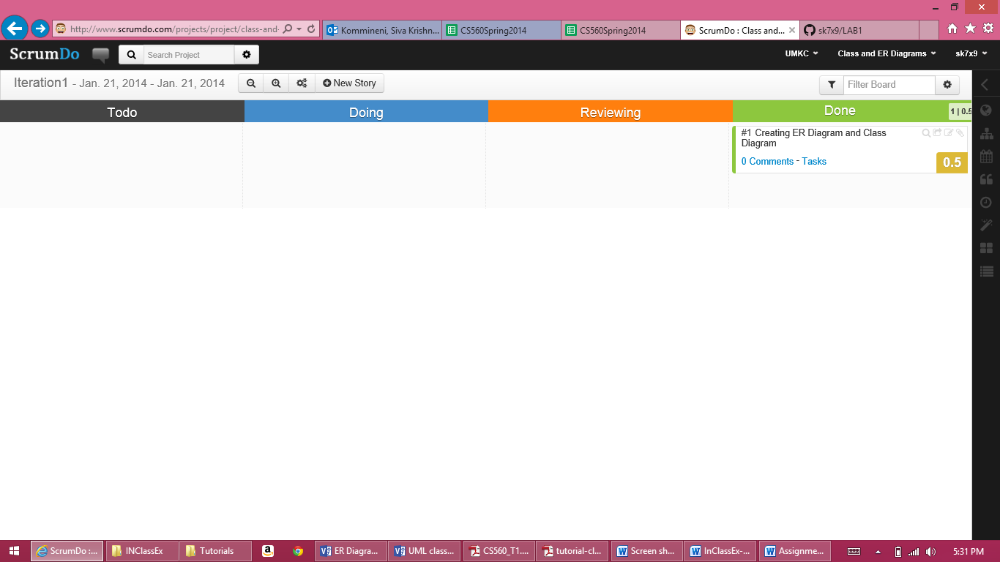 http://www.scrumdo.com/projects/project/class-and-
Kommineni, Siva Krishn...
CS560Spring2014
CS560Spring2014
ScrumDo : Class and...
sk7x9/LAB1
ScrumDo
Search Project
UMKC
Class and ER Diagrams
sk7x9
Iteration1 - Jan. 21, 2014 - Jan. 21, 2014
New Story
Filter Board
Todo
Doing
Reviewing
Done
1 | 0.5
#1 Creating ER Diagram and Class
Diagram
0 Comments - Tasks
0.5
ScrumDo :...
INClassEx
Tutorials
ER Diagra...
UML class...
CS560_T1....
tutorial-cl...
Screen sh...
InClassEx-...
Assignme...
5:31 PM